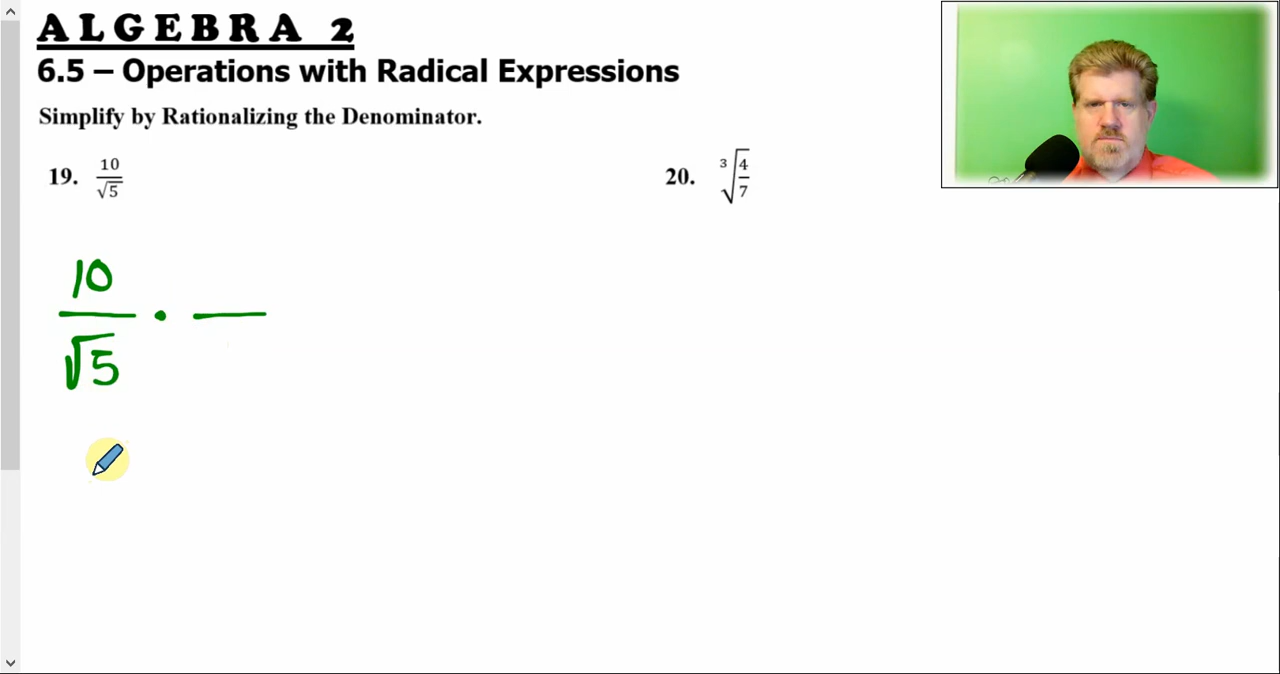 ALGEBRA 2
6.5 – Operations with Radical Expressions
Simplify by Rationalizing the Denominator.
19. 10/√5
20. ∛(4/7)
10/√5 · —